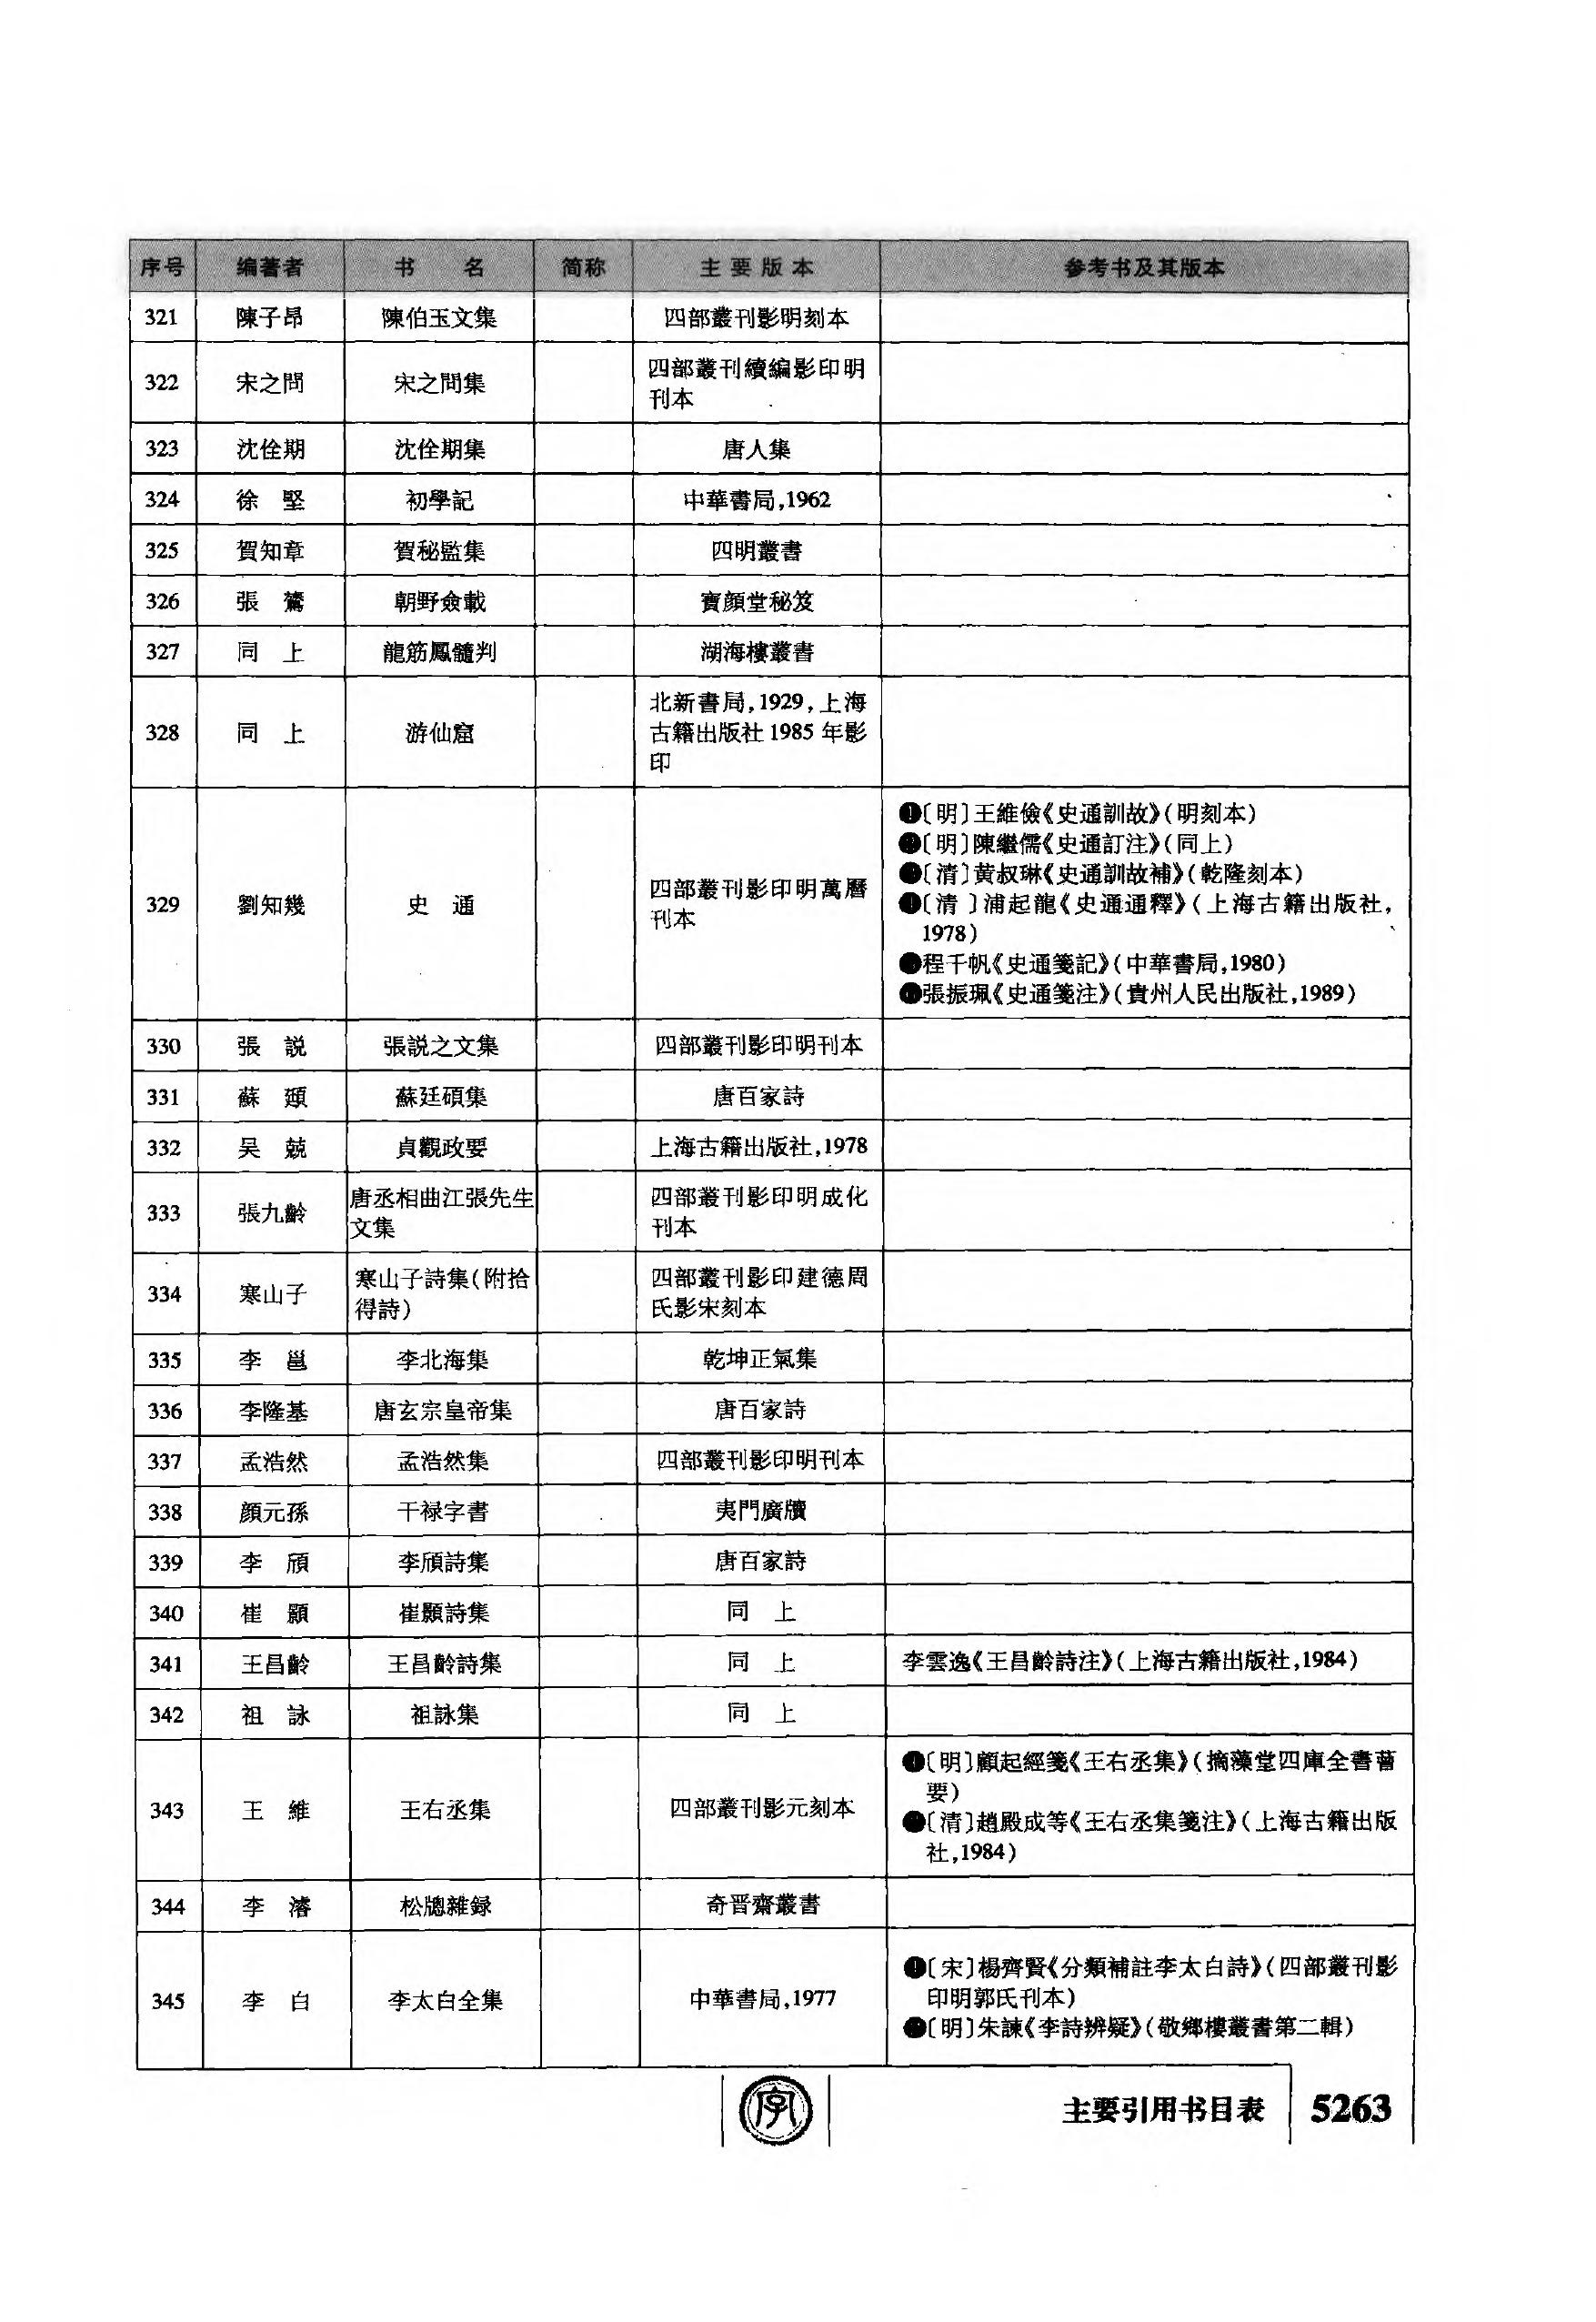 序号 编著者 书 名 简称 主要版本 参考书及其版本
321 陳子昂 陳伯玉文集 四部叢刊影明刻本
322 宋之問 宋之問集 四部叢刊續編影印明
刊本
323 沈佺期 沈佺期集 唐人集
324 徐 堅 初學記 中華書局,1962
325 賀知章 賀秘監集 四明叢書
326 張 鷟 朝野僉載 寶顏堂秘笈
327 同 上 龍筋鳳髓判 湖海樓叢書
328 同 上 游仙窟 北新書局,1929,上海
古籍出版社1985年影
印
329 劉知幾 史 通 四部叢刊影印明萬曆
刊本
❶〔明〕王維儉《史通訓故》(明刻本)
❷〔明〕陳繼儒《史通訂注》(同上)
❸〔清〕黄叔琳《史通訓故補》(乾隆刻本)
❹〔清〕浦起龍《史通通釋》(上海古籍出版社,
1978)
❺程千帆《史通箋記》(中華書局,1980)
❻張振珮《史通箋注》(貴州人民出版社,1989)
330 張 説 張説之文集 四部叢刊影印明刊本
331 蘇 頲 蘇廷碩集 唐百家詩
332 吴 兢 貞觀政要 上海古籍出版社,1978
333 張九齡 唐丞相曲江張先生
文集
四部叢刊影印明成化
刊本
334 寒山子 寒山子詩集(附拾
得詩)
四部叢刊影印建德周
氏影宋刻本
335 李 邕 李北海集 乾坤正氣集
336 李隆基 唐玄宗皇帝集 唐百家詩
337 孟浩然 孟浩然集 四部叢刊影印明刊本
338 顔元孫 干禄字書 夷門廣牘
339 李 頎 李頎詩集 唐百家詩
340 崔 顥 崔顥詩集 同 上
341 王昌齡 王昌齡詩集 同 上 李雲逸《王昌齡詩注》(上海古籍出版社,1984)
342 祖 詠 祖詠集 同 上
343 王 維 王右丞集 四部叢刊影元刻本
❶〔明〕顧起經箋《王右丞集》(摛藻堂四庫全書薈
要)
❷〔清〕趙殿成等《王右丞集箋注》(上海古籍出版
社,1984)
344 李 濬 松牕雜録 奇晋齋叢書
345 李 白 李太白全集 中華書局,1977
❶〔宋〕楊齊賢《分類補註李太白詩》(四部叢刊影
印明郭氏刊本)
❷〔明〕朱諫《李詩辨疑》(敬鄉樓叢書第二輯)
字 主要引用书目表 5263